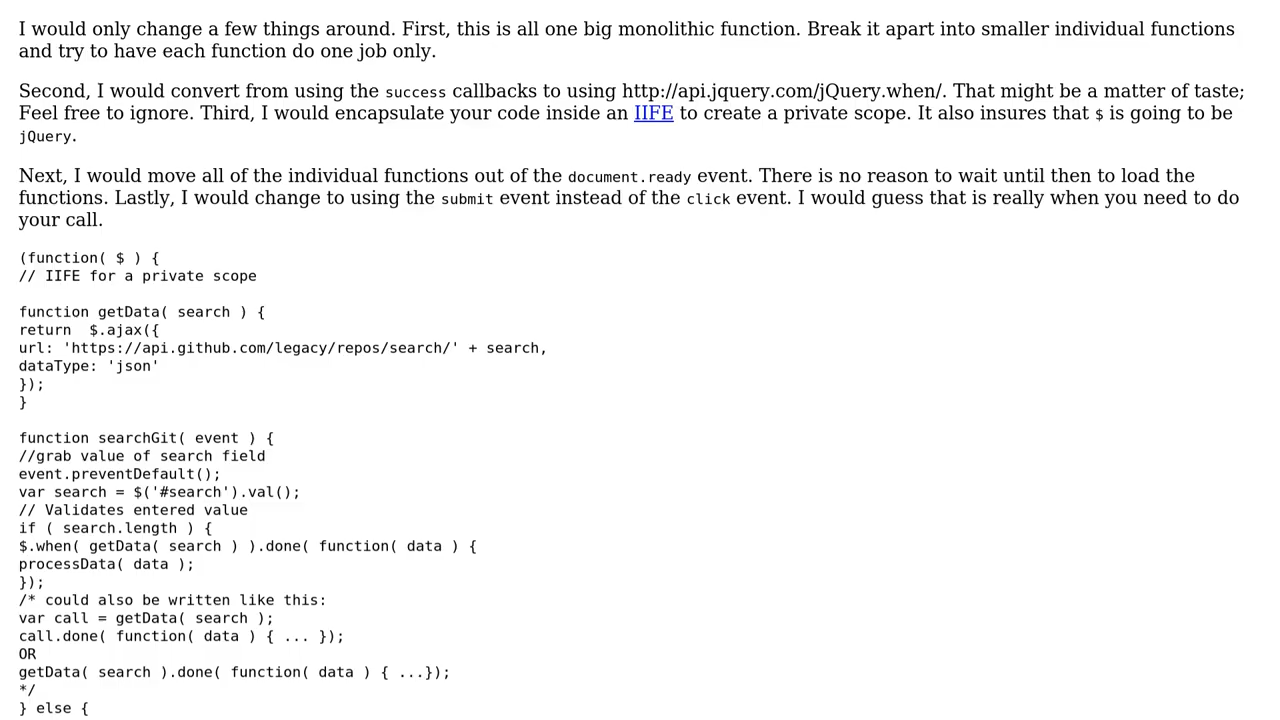 I would only change a few things around. First, this is all one big monolithic function. Break it apart into smaller individual functions
and try to have each function do one job only.
Second, I would convert from using the success callbacks to using http://api.jquery.com/jQuery.when/. That might be a matter of taste;
Feel free to ignore. Third, I would encapsulate your code inside an IIFE to create a private scope. It also insures that $ is going to be
jQuery.
Next, I would move all of the individual functions out of the document.ready event. There is no reason to wait until then to load the
functions. Lastly, I would change to using the submit event instead of the click event. I would guess that is really when you need to do
your call.
(function( $ ) {
// IIFE for a private scope
function getData( search ) {
return  $.ajax({
url: 'https://api.github.com/legacy/repos/search/' + search,
dataType: 'json'
});
}
function searchGit( event ) {
//grab value of search field
event.preventDefault();
var search = $('#search').val();
// Validates entered value
if ( search.length ) {
$.when( getData( search ) ).done( function( data ) {
processData( data );
});
/* could also be written like this:
var call = getData( search );
call.done( function( data ) { ... });
OR
getData( search ).done( function( data ) { ...});
*/
} else {